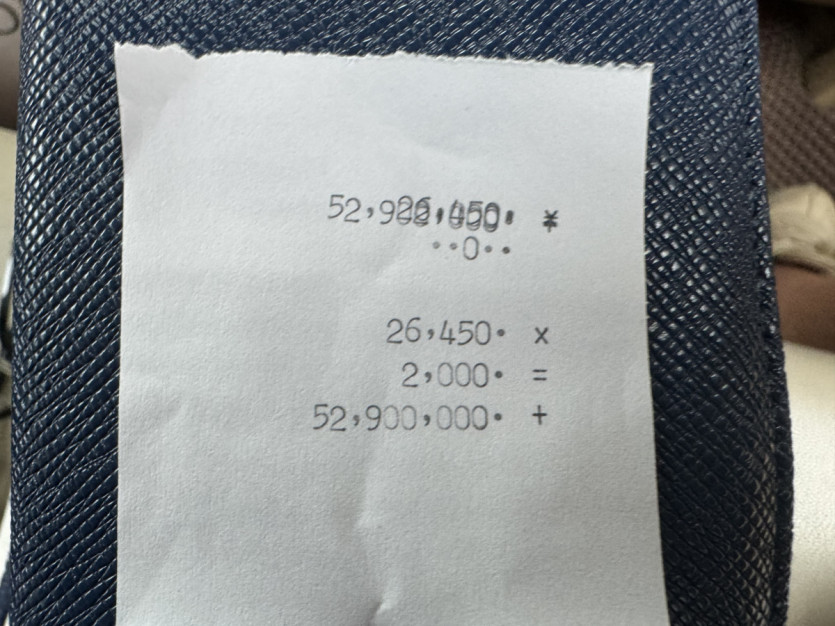 ··0··
26,450· x
2,000· =
52,900,000· +